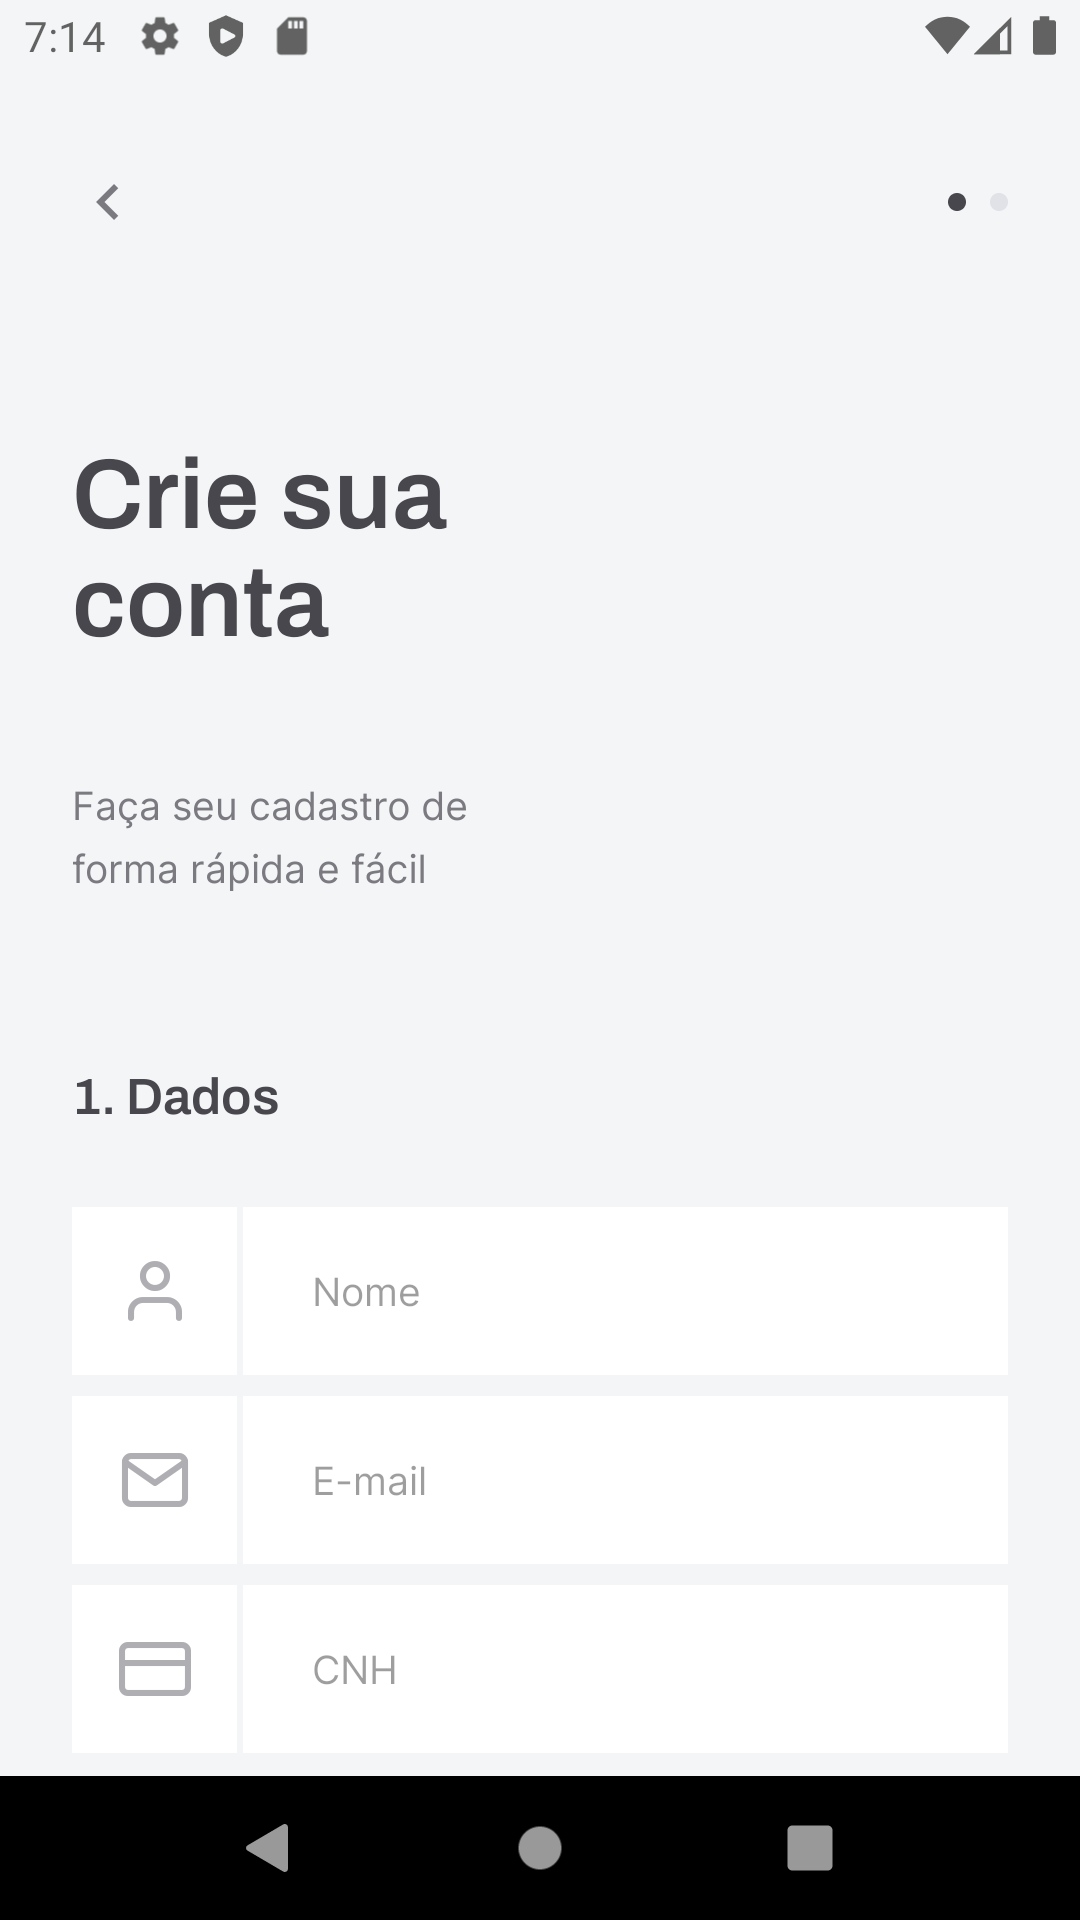 7:14
Crie sua
conta
Faça seu cadastro de
forma rápida e fácil
1. Dados
Nome
E-mail
CNH